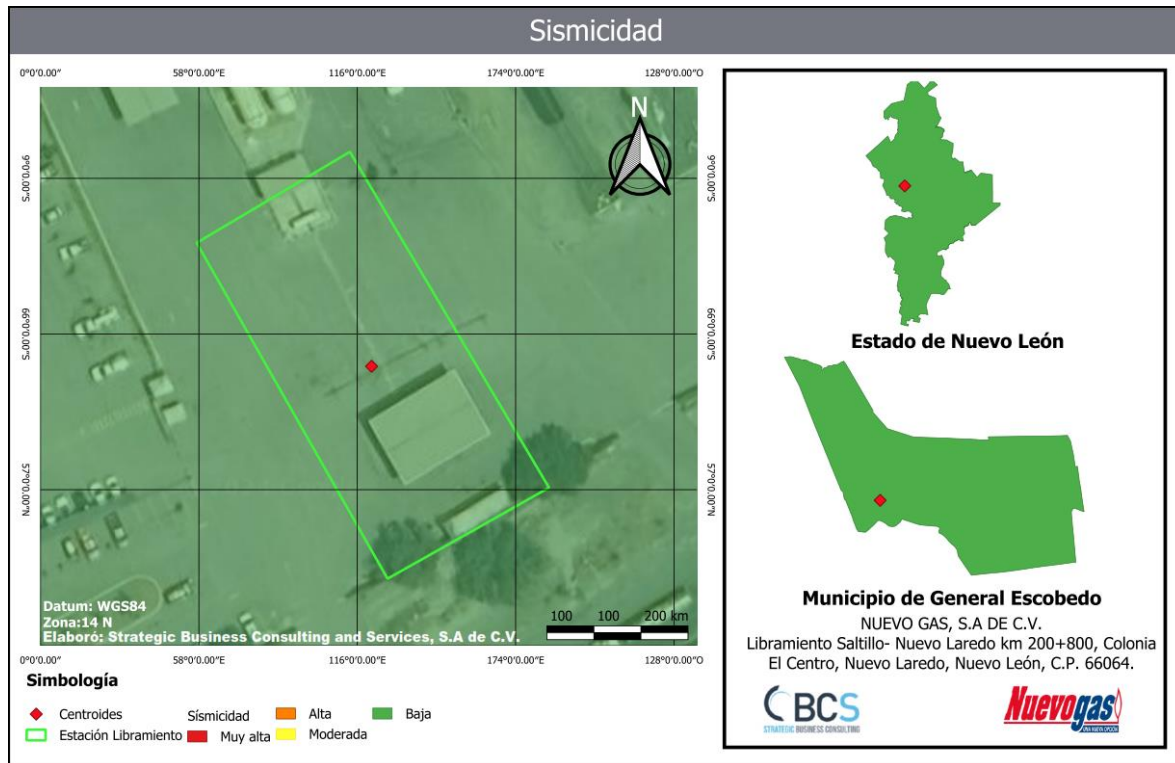 Sismicidad
0°0'0.00" 58°0'0.00"E 116°0'0.00"E 174°0'0.00"E 128°0'0.00"O
N
9°0'0.00"S 9°0'0.00"S
66°0'0.00"S 66°0'0.00"S
57°0'0.00"N 57°0'0.00"N
Datum: WGS84
Zona:14 N
Elaboró: Strategic Business Consulting and Services, S.A de C.V.
100 100 200 km
0°0'0.00" 58°0'0.00"E 116°0'0.00"E 174°0'0.00"E 128°0'0.00"O
Simbología
Centroides
Estación Libramiento
Sísmicidad
Muy alta
Alta
Moderada
Baja
Estado de Nuevo León
Municipio de General Escobedo
NUEVO GAS, S.A DE C.V.
Libramiento Saltillo- Nuevo Laredo km 200+800, Colonia
El Centro, Nuevo Laredo, Nuevo León, C.P. 66064.
BCS
STRATEGIC BUSINESS CONSULTING
Nuevogas
UNA NUEVA OPCIÓN